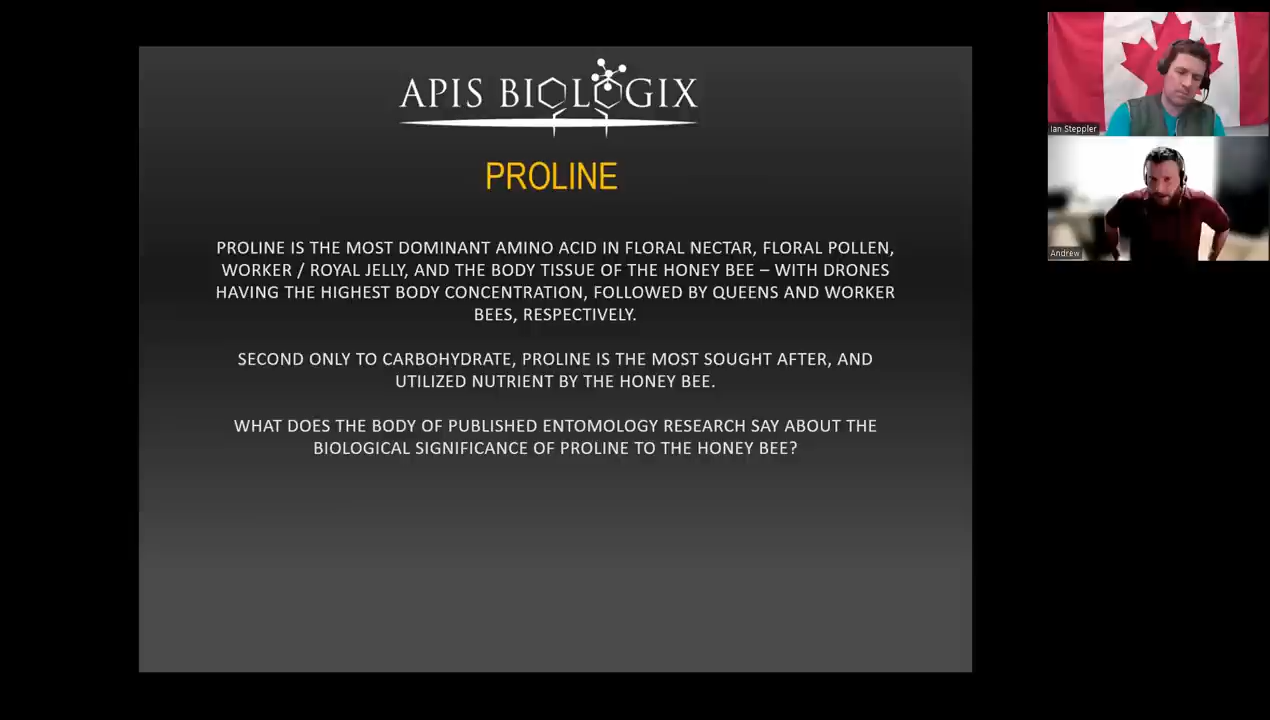 APIS BIOLOGIX
PROLINE
PROLINE IS THE MOST DOMINANT AMINO ACID IN FLORAL NECTAR, FLORAL POLLEN,
WORKER / ROYAL JELLY, AND THE BODY TISSUE OF THE HONEY BEE – WITH DRONES
HAVING THE HIGHEST BODY CONCENTRATION, FOLLOWED BY QUEENS AND WORKER
BEES, RESPECTIVELY.
SECOND ONLY TO CARBOHYDRATE, PROLINE IS THE MOST SOUGHT AFTER, AND
UTILIZED NUTRIENT BY THE HONEY BEE.
WHAT DOES THE BODY OF PUBLISHED ENTOMOLOGY RESEARCH SAY ABOUT THE
BIOLOGICAL SIGNIFICANCE OF PROLINE TO THE HONEY BEE?
Ian Steppler
Andrew